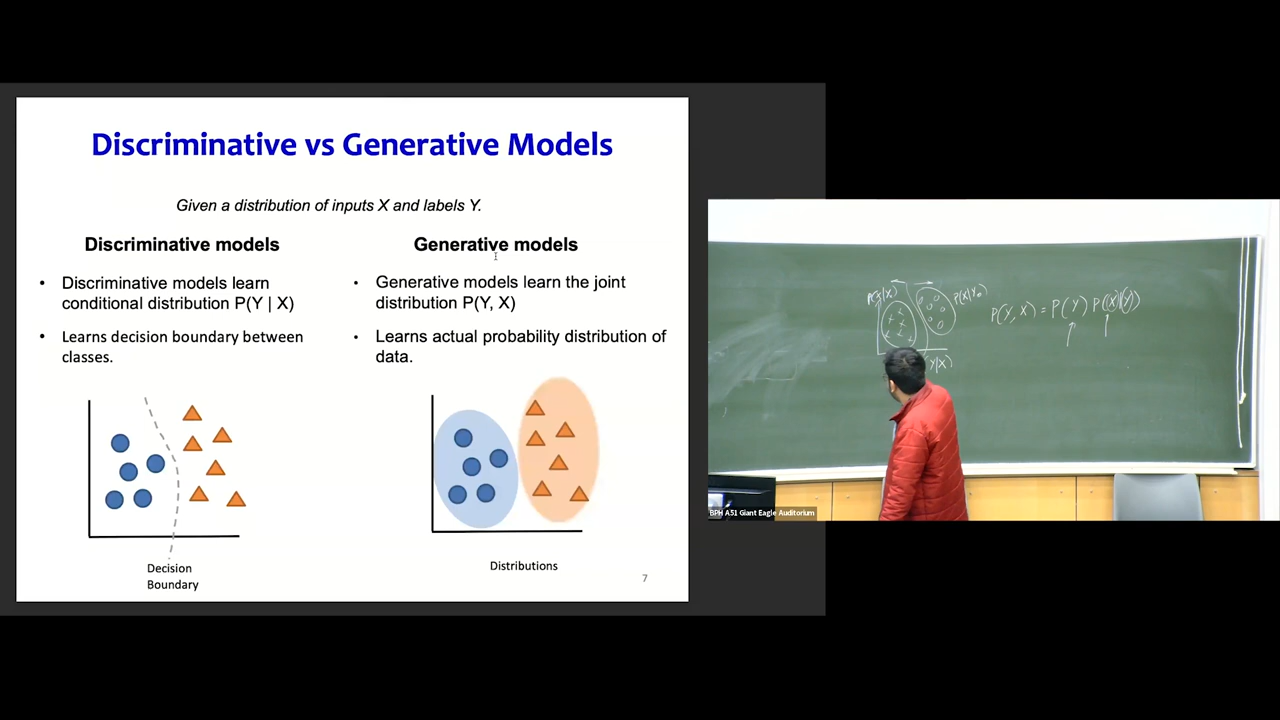 Discriminative vs Generative Models
Given a distribution of inputs X and labels Y.
Discriminative models
• Discriminative models learn
conditional distribution P(Y | X)
• Learns decision boundary between
classes.
Decision
Boundary
Generative models
• Generative models learn the joint
distribution P(Y, X)
• Learns actual probability distribution of
data.
Distributions
7
P(Y, X) = P(Y) P((X)|(Y))
Y|X)
BPH A51 Giant Eagle Auditorium